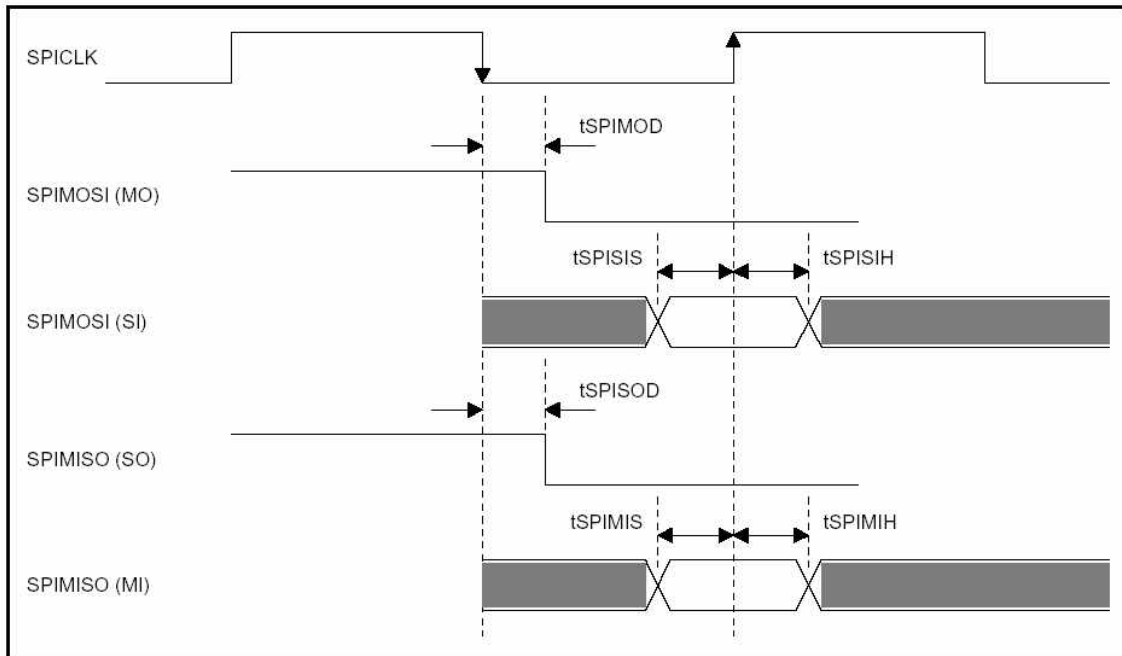 SPICLK
tSPIMOD
SPIMOSI (MO)
tSPISIS
tSPISIH
SPIMOSI (SI)
tSPISOD
SPIMISO (SO)
tSPIMIS
tSPIMIH
SPIMISO (MI)